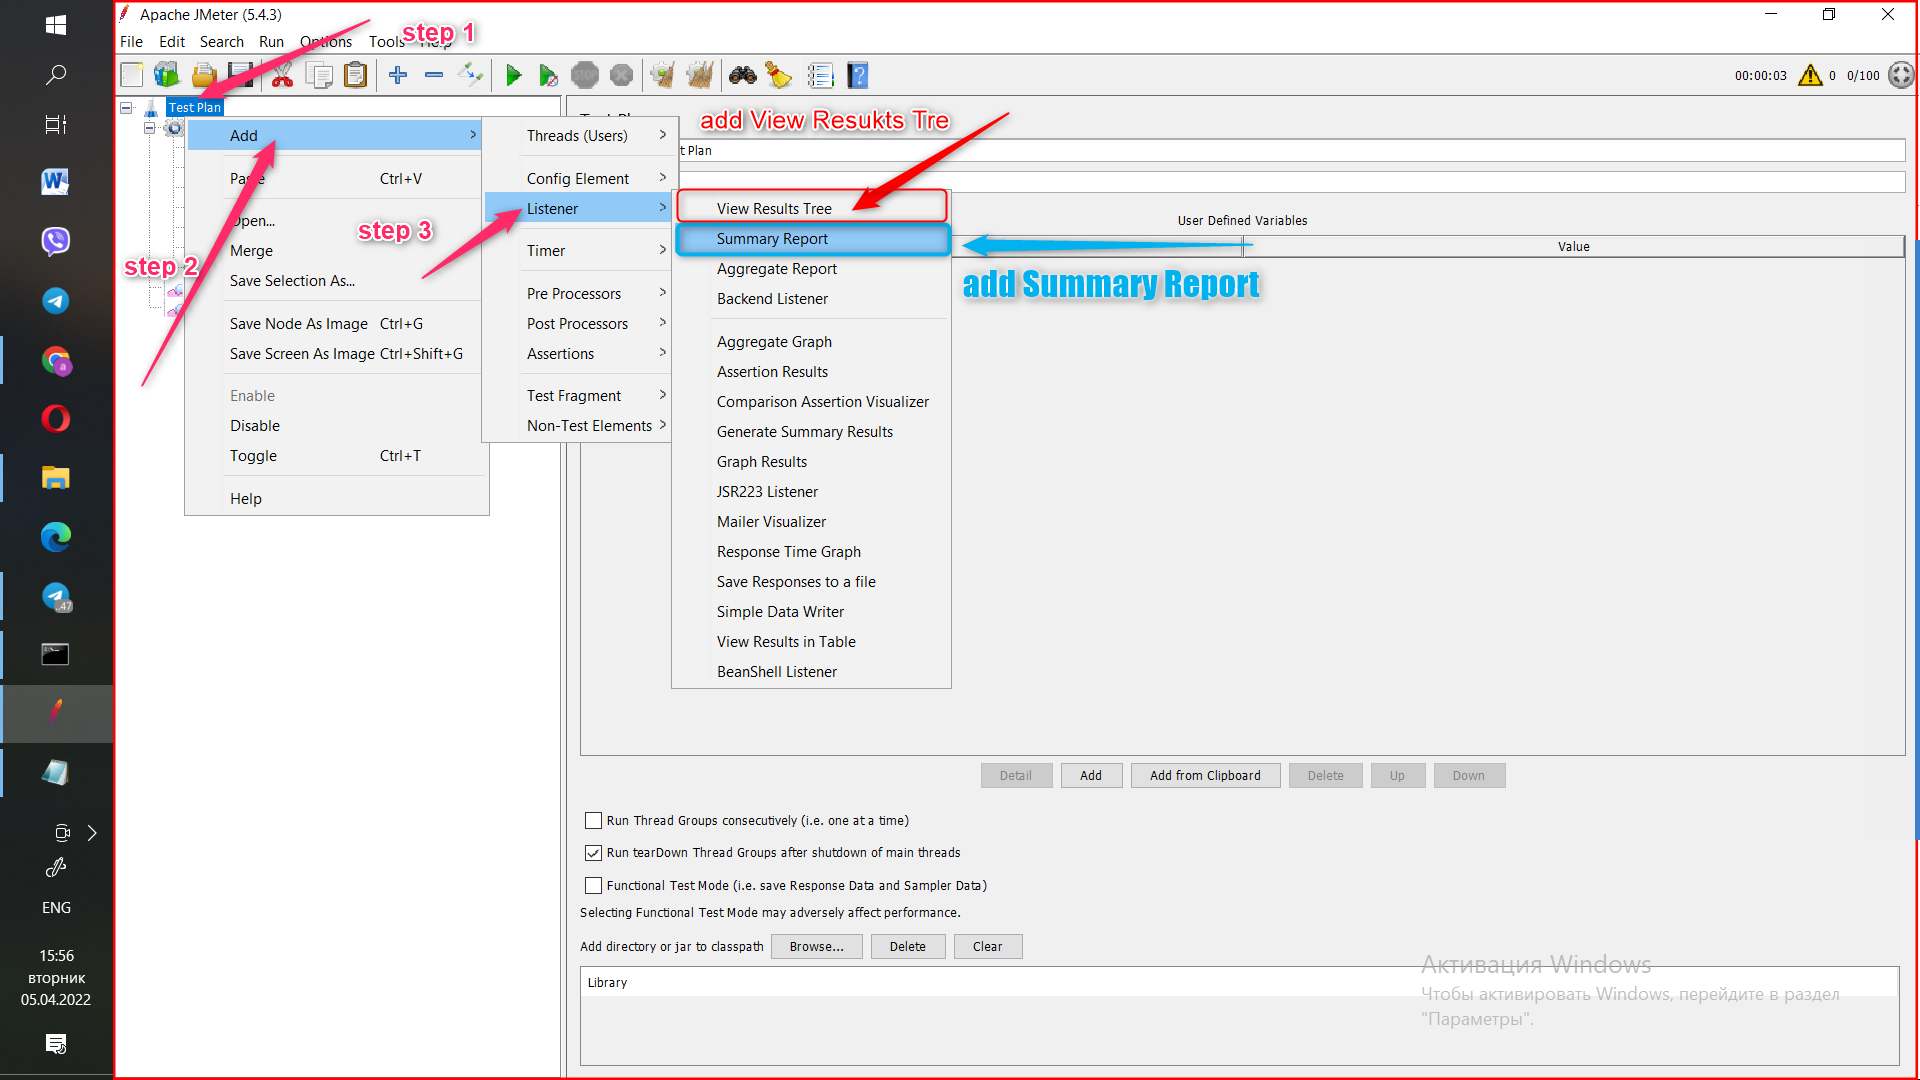 Apache JMeter (5.4.3)
File Edit Search Run Options Tools Help
step 1
00:00:03 0 0/100
STOP
Test Plan
add View Resukts Tre
Add
Paste Ctrl+V
Open...
Merge
Save Selection As...
Save Node As Image Ctrl+G
Save Screen As Image Ctrl+Shift+G
Enable
Disable
Toggle Ctrl+T
Help
step 2
step 3
Threads (Users)
Config Element
Listener
Timer
Pre Processors
Post Processors
Assertions
Test Fragment
Non-Test Elements
View Results Tree
Summary Report
Aggregate Report
Backend Listener
Aggregate Graph
Assertion Results
Comparison Assertion Visualizer
Generate Summary Results
Graph Results
JSR223 Listener
Mailer Visualizer
Response Time Graph
Save Responses to a file
Simple Data Writer
View Results in Table
BeanShell Listener
t Plan
User Defined Variables
Value
add Summary Report
Detail Add Add from Clipboard Delete Up Down
Run Thread Groups consecutively (i.e. one at a time)
Run tearDown Thread Groups after shutdown of main threads
Functional Test Mode (i.e. save Response Data and Sampler Data)
Selecting Functional Test Mode may adversely affect performance.
Add directory or jar to classpath Browse... Delete Clear
Library
Активация Windows
Чтобы активировать Windows, перейдите в раздел
"Параметры".
a
.47
ENG
15:56
вторник
05.04.2022